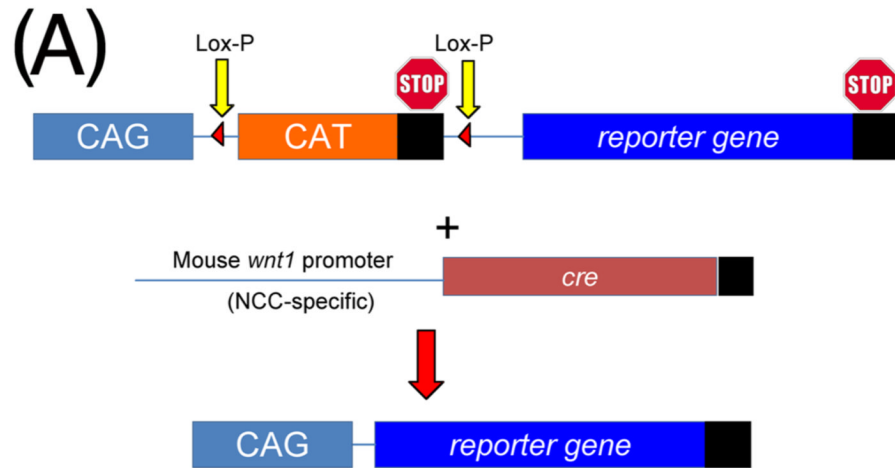 (A)
Lox-P Lox-P
STOP STOP
CAG CAT reporter gene
+
Mouse wnt1 promoter
cre
(NCC-specific)
CAG reporter gene